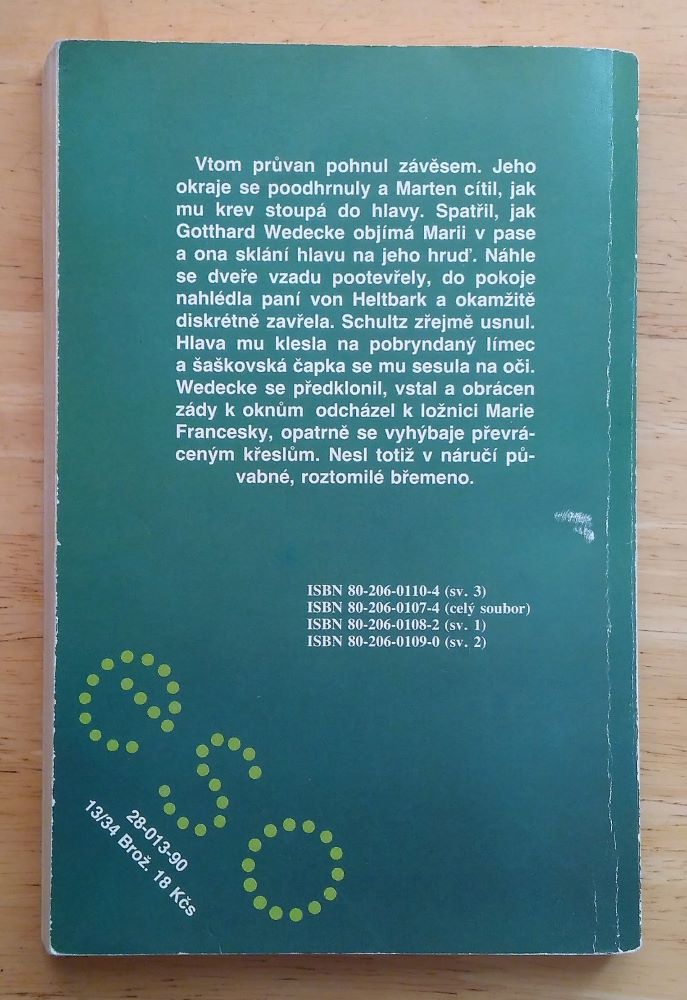 Vtom průvan pohnul závěsem. Jeho
okraje se poodhrnuly a Marten cítil, jak
mu krev stoupá do hlavy. Spatřil, jak
Gotthard Wedecke objímá Marii v pase
a ona sklání hlavu na jeho hruď. Náhle
se dveře vzadu pootevřely, do pokoje
nahlédla paní von Heltbark a okamžitě
diskrétně zavřela. Schultz zřejmě usnul.
Hlava mu klesla na pobryndaný límec
a šaškovská čapka se mu sesula na oči.
Wedecke se předklonil, vstal a obrácen
zády k oknům odcházel k ložnici Marie
Francesky, opatrně se vyhýbaje převrá-
ceným křeslům. Nesl totiž v náručí pů-
vabné, roztomilé břemeno.
ISBN 80-206-0110-4 (sv. 3)
ISBN 80-206-0107-4 (celý soubor)
ISBN 80-206-0108-2 (sv. 1)
ISBN 80-206-0109-0 (sv. 2)
eso
28-013-90
13/34 Brož. 18 Kčs